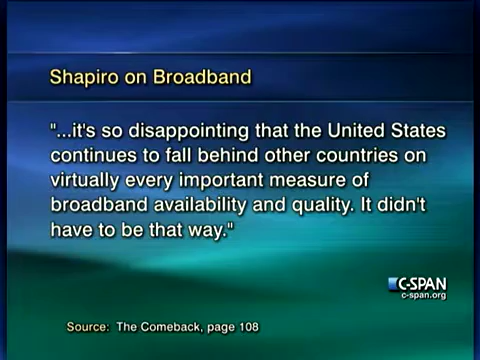 Shapiro on Broadband
"...it's so disappointing that the United States
continues to fall behind other countries on
virtually every important measure of
broadband availability and quality. It didn't
have to be that way."
C-SPAN
c-span.org
Source: The Comeback, page 108